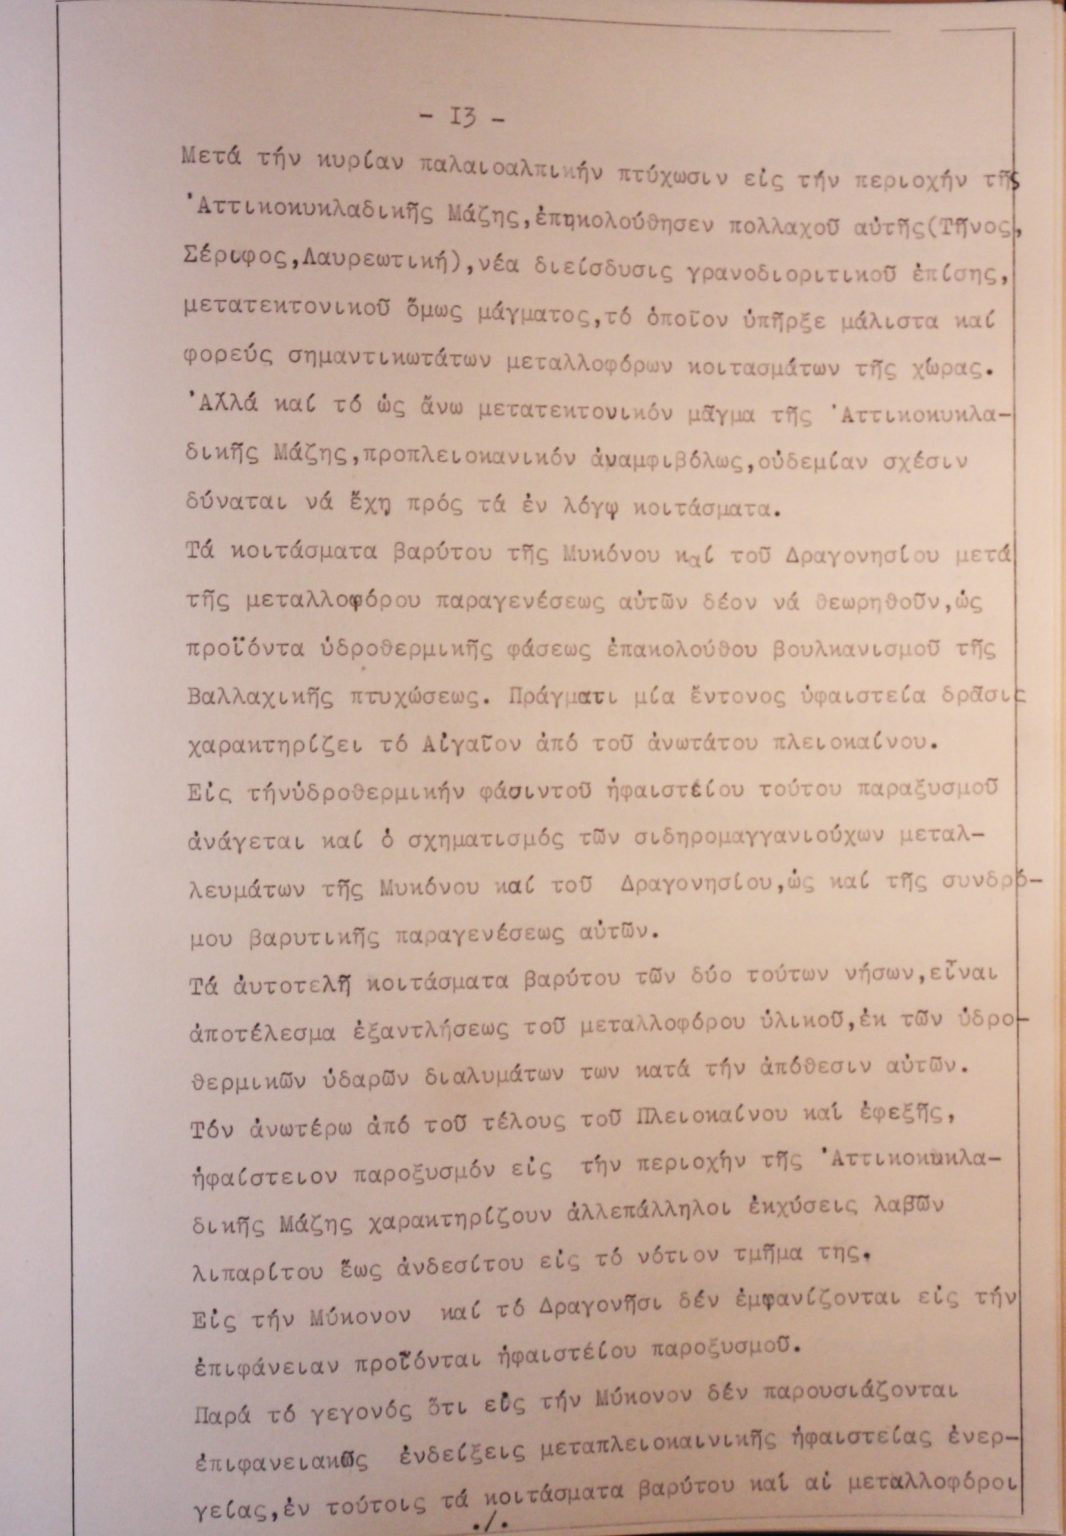 - I3 -
Μετά τήν κυρίαν παλαιοαλπικήν πτύχωσιν είς τήν περιοχήν τῆς
'Αττικοκυκλαδικῆς Μάζης,ἐπηκολούθησεν πολλαχοῦ αὐτῆς(Τῆνος,
Σέριφος,Λαυρεωτική),νέα διείσδυσις γρανοδιοριτικοῦ ἐπίσης,
μετατεκτονικοῦ ὅμως μάγματος,τό ὁποῖον ὑπῆρξε μάλιστα καί
φορεύς σημαντικωτάτων μεταλλοφόρων κοιτασμάτων τῆς χώρας.
'Αλλά καί τό ὡς ἄνω μετατεκτονικόν μᾶγμα τῆς 'Αττικοκυκλα-
δικῆς Μάζης,προπλειοκανικόν ἀναμφιβόλως,οὐδεμίαν σχέσιν
δύναται νά ἔχῃ πρός τά ἐν λόγῳ κοιτάσματα.
Τά κοιτάσματα βαρύτου τῆς Μυκόνου καί τοῦ Δραγονησίου μετά
τῆς μεταλλοφόρου παραγενέσεως αὐτῶν δέον νά θεωρηθοῦν,ὡς
προϊόντα ὑδροθερμικῆς φάσεως ἐπακολούθου βουλκανισμοῦ τῆς
Βαλλαχικῆς πτυχώσεως. Πράγματι μία ἔντονος ὑφαιστεία δρᾶσις
χαρακτηρίζει τό Αἰγαῖον ἀπό τοῦ ἀνωτάτου πλειοκαίνου.
Εἰς τήνὑδροθερμικήν φάσιντοῦ ἡφαιστείου τούτου παραξυσμοῦ
ἀνάγεται καί ὁ σχηματισμός τῶν σιδηρομαγγανιούχων μεταλ-
λευμάτων τῆς Μυκόνου καί τοῦ Δραγονησίου,ὡς καί τῆς συνδρό-
μου βαρυτικῆς παραγενέσεως αὐτῶν.
Τά ἀυτοτελῆ κοιτάσματα βαρύτου τῶν δύο τούτων νήσων,εἶναι
ἀποτέλεσμα ἐξαντλήσεως τοῦ μεταλλοφόρου ὑλικοῦ,ἐκ τῶν ὑδρο-
θερμικῶν ὑδαρῶν διαλυμάτων των κατά τήν ἀπόθεσιν αὐτῶν.
Τόν ἀνωτέρω ἀπό τοῦ τέλους τοῦ Πλειοκαίνου καί ἐφεξῆς,
ἡφαίστειον παροξυσμόν εἰς τήν περιοχήν τῆς 'Αττικοκυκλα-
δικῆς Μάζης χαρακτηρίζουν ἀλλεπάλληλοι ἐκχύσεις λαβῶν
λιπαρίτου ἕως ἀνδεσίτου εἰς τό νότιον τμῆμα της.
Εἰς τήν Μύκονον καί τό Δραγονῆσι δέν ἐμφανίζονται εἰς τήν
ἐπιφάνειαν προϊόνται ἡφαιστείου παροξυσμοῦ.
Παρά τό γεγονός ὅτι εἰς τήν Μύκονον δέν παρουσιάζονται
ἐπιφανειακῶς ἐνδείξεις μεταπλειοκαινικῆς ἡφαιστείας ἐνερ-
γείας,ἐν τούτοις τά κοιτάσματα βαρύτου καί αἱ μεταλλοφόροι
./.